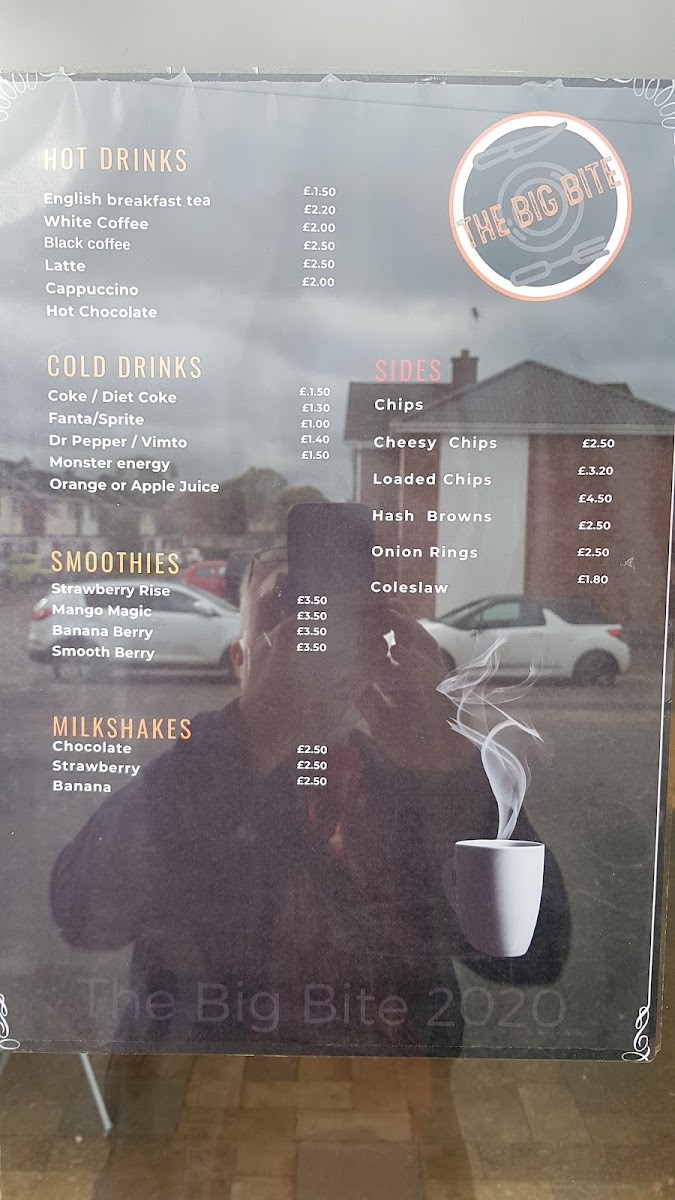 THE BIG BITE
HOT DRINKS
English breakfast tea £.1.50
White Coffee £2.20
Black coffee £2.00
Latte £2.50
Cappuccino £2.50
Hot Chocolate £2.00
COLD DRINKS
Coke / Diet Coke £.1.50
Fanta/Sprite £1.30
Dr Pepper / Vimto £1.00
Monster energy £1.40
Orange or Apple Juice £1.50
SIDES
Chips £2.50
Cheesy Chips £.3.20
Loaded Chips £4.50
Hash Browns £2.50
Onion Rings £2.50
Coleslaw £1.80
SMOOTHIES
Strawberry Rise £3.50
Mango Magic £3.50
Banana Berry £3.50
Smooth Berry £3.50
MILKSHAKES
Chocolate £2.50
Strawberry £2.50
Banana £2.50
The Big Bite 2020